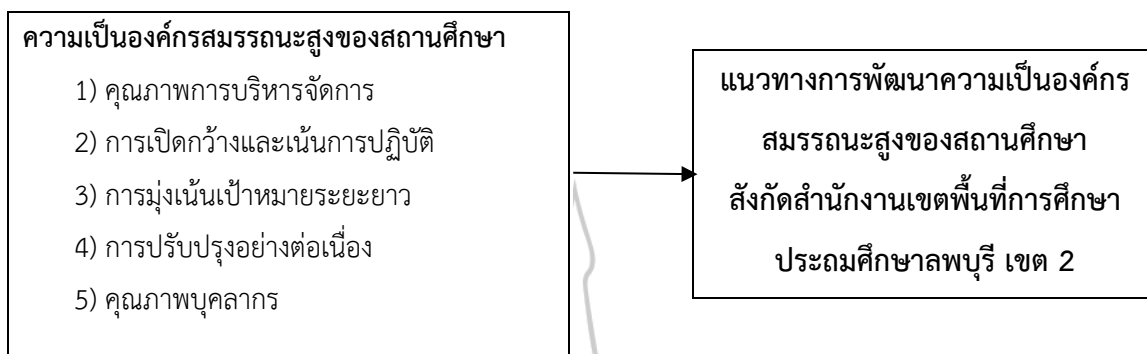 ความเป็นองค์กรสมรรถนะสูงของสถานศึกษา
1) คุณภาพการบริหารจัดการ
2) การเปิดกว้างและเน้นการปฏิบัติ
3) การมุ่งเน้นเป้าหมายระยะยาว
4) การปรับปรุงอย่างต่อเนื่อง
5) คุณภาพบุคลากร
แนวทางการพัฒนาความเป็นองค์กร
สมรรถนะสูงของสถานศึกษา
สังกัดสำนักงานเขตพื้นที่การศึกษา
ประถมศึกษาลพบุรี เขต 2